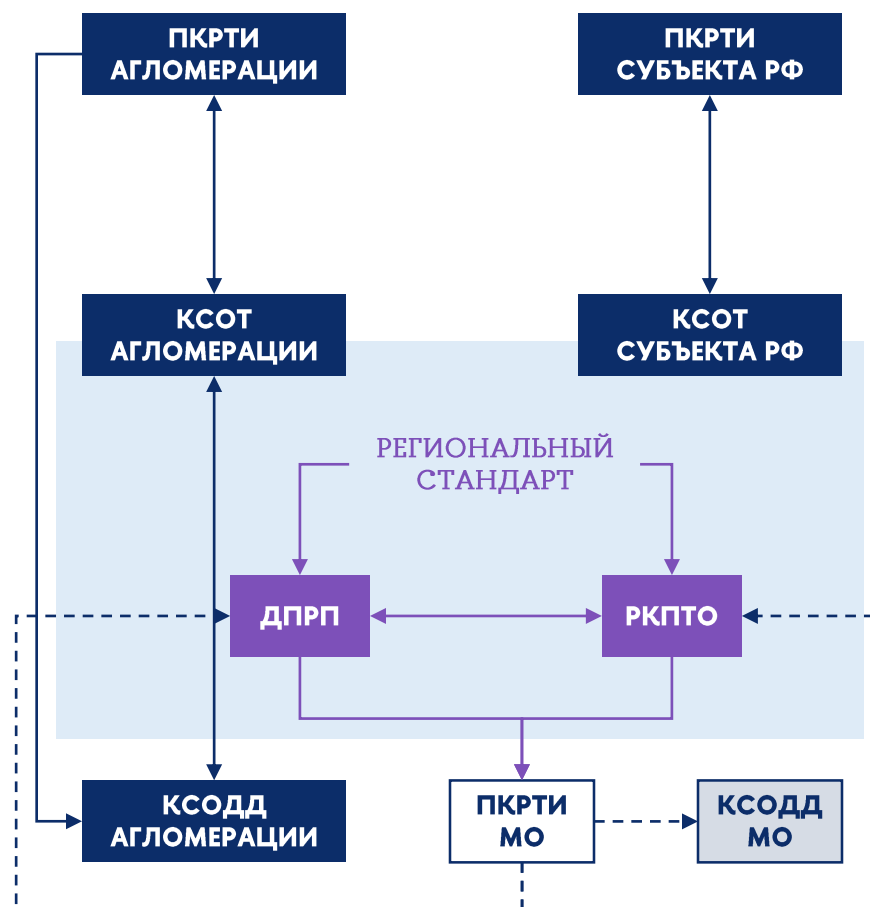 ПКРТИ
АГЛОМЕРАЦИИ
ПКРТИ
СУБЪЕКТА РФ
КСОТ
АГЛОМЕРАЦИИ
КСОТ
СУБЪЕКТА РФ
РЕГИОНАЛЬНЫЙ
СТАНДАРТ
ДПРП
РКПТО
КСОДД
АГЛОМЕРАЦИИ
ПКРТИ
МО
КСОДД
МО